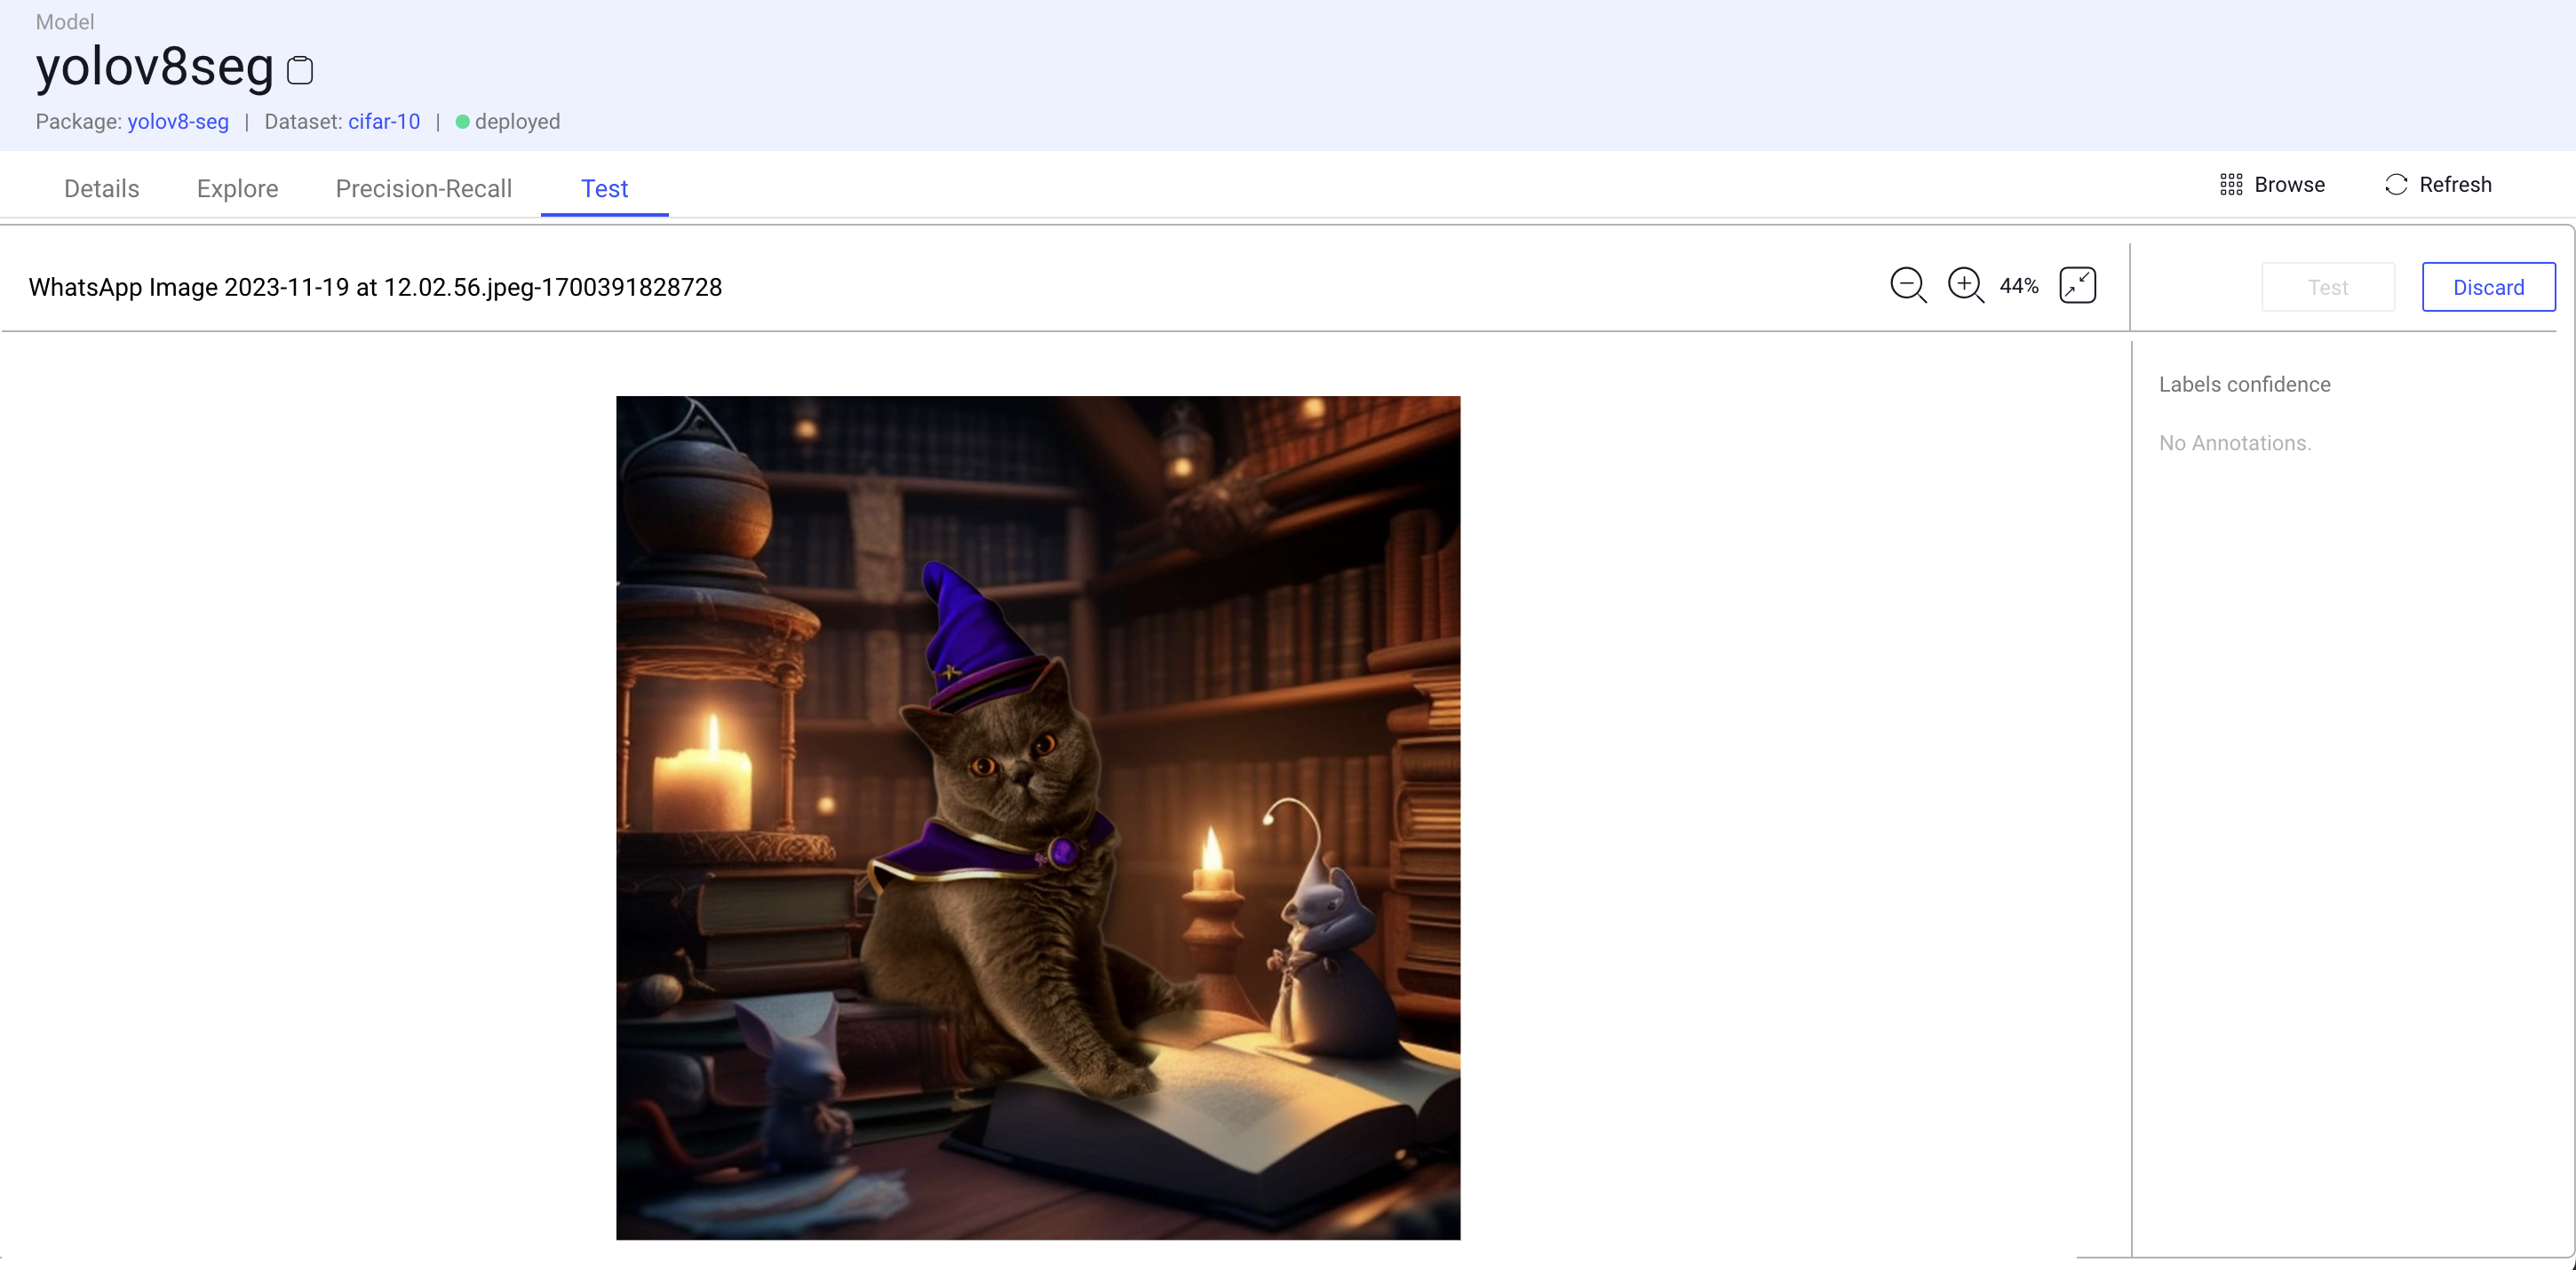 Model
yolov8seg
Package: yolov8-seg | Dataset: cifar-10 | deployed
Details Explore Precision-Recall Test Browse Refresh
WhatsApp Image 2023-11-19 at 12.02.56.jpeg-1700391828728 44% Test Discard
Labels confidence
No Annotations.